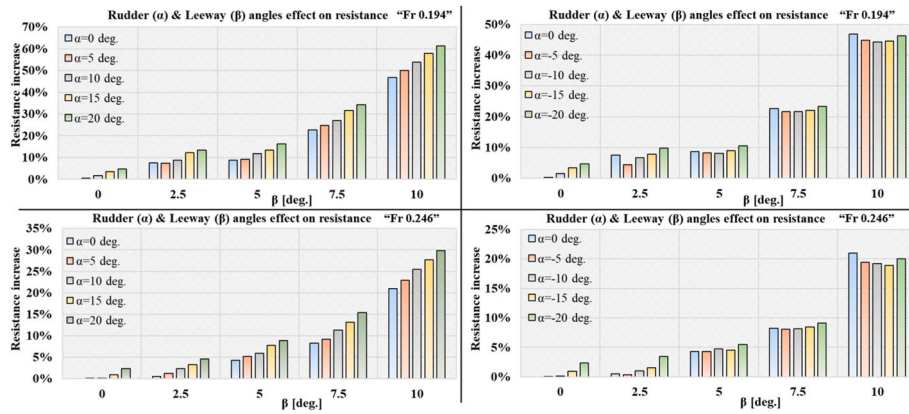 Rudder (α) & Leeway (β) angles effect on resistance “Fr 0.194”
Resistance increase
70%
60%
50%
40%
30%
20%
10%
0%
α=0 deg.
α=5 deg.
α=10 deg.
α=15 deg.
α=20 deg.
0 2.5 5 7.5 10
β [deg.]
Rudder (α) & Leeway (β) angles effect on resistance “Fr 0.194”
Resistance increase
50%
40%
30%
20%
10%
0%
α=0 deg.
α=-5 deg.
α=-10 deg.
α=-15 deg.
α=-20 deg.
0 2.5 5 7.5 10
β [deg.]
Rudder (α) & Leeway (β) angles effect on resistance “Fr 0.246”
Resistance increase
35%
30%
25%
20%
15%
10%
5%
0%
α=0 deg.
α=5 deg.
α=10 deg.
α=15 deg.
α=20 deg.
0 2.5 5 7.5 10
β [deg.]
Rudder (α) & Leeway (β) angles effect on resistance “Fr 0.246”
Resistance increase
25%
20%
15%
10%
5%
0%
α=0 deg.
α=-5 deg.
α=-10 deg.
α=-15 deg.
α=-20 deg.
0 2.5 5 7.5 10
β [deg.]